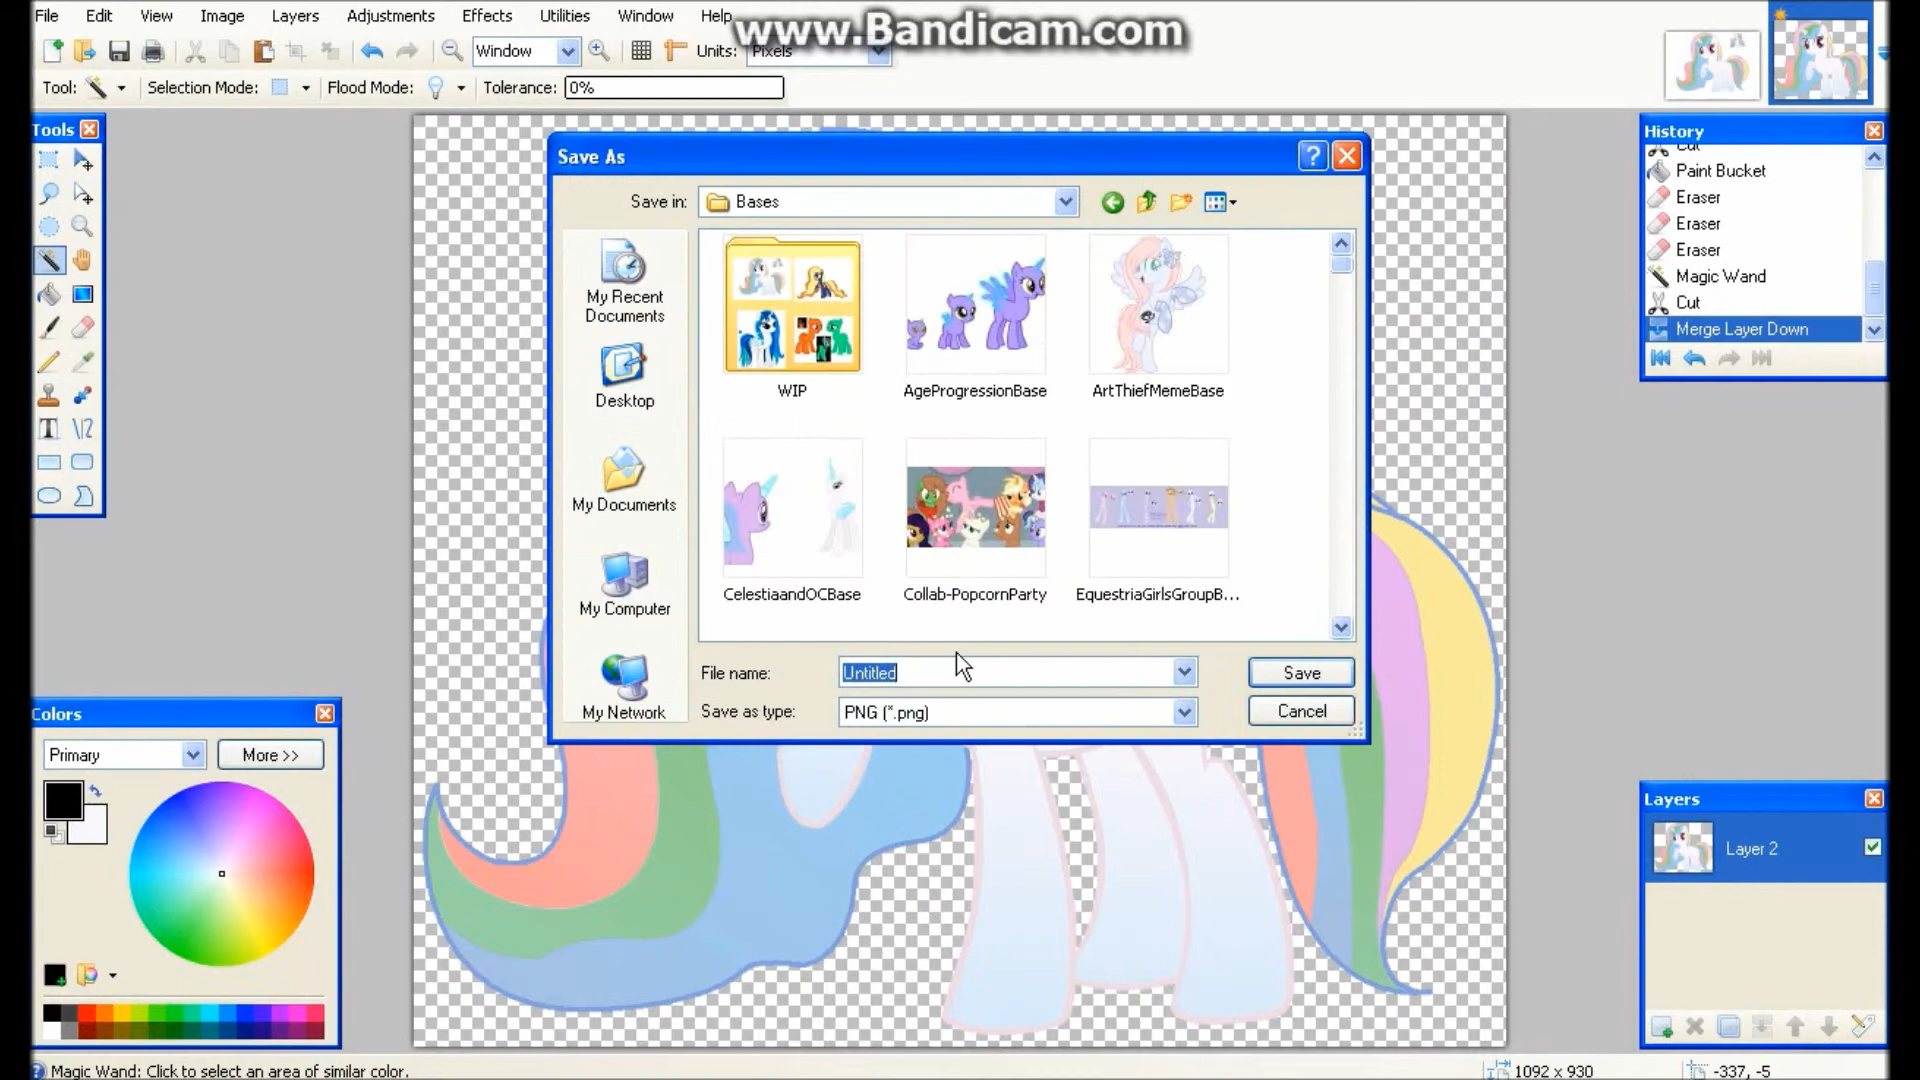 File Edit View Image Layers Adjustments Effects Utilities Window Help
www.Bandicam.com
Window Units: Pixels
Tool: Selection Mode: Flood Mode: Tolerance: 0%
Tools
Save As
Save in: Bases
My Recent Documents
Desktop
My Documents
My Computer
My Network
WIP AgeProgressionBase ArtThiefMemeBase
CelestiaandOCBase Collab-PopcornParty EquestriaGirlsGroupB...
File name: Untitled Save
Save as type: PNG (*.png) Cancel
History
Cut
Paint Bucket
Eraser
Eraser
Eraser
Magic Wand
Cut
Merge Layer Down
Colors
Primary More >>
Layers
Layer 2
Magic Wand: Click to select an area of similar color. 1092 x 930 -337, -5